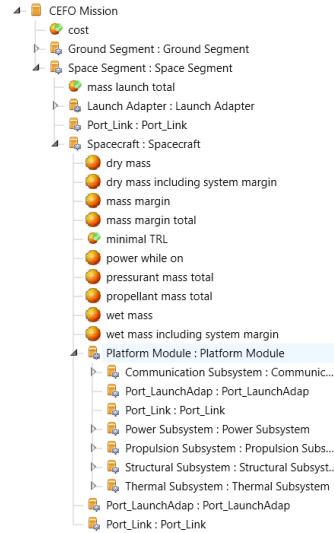 CEFO Mission
cost
Ground Segment : Ground Segment
Space Segment : Space Segment
mass launch total
Launch Adapter : Launch Adapter
Port_Link : Port_Link
Spacecraft : Spacecraft
dry mass
dry mass including system margin
mass margin
mass margin total
minimal TRL
power while on
pressurant mass total
propellant mass total
wet mass
wet mass including system margin
Platform Module : Platform Module
Communication Subsystem : Communic...
Port_LaunchAdap : Port_LaunchAdap
Port_Link : Port_Link
Power Subsystem : Power Subsystem
Propulsion Subsystem : Propulsion Subs...
Structural Subsystem : Structural Subsyst...
Thermal Subsystem : Thermal Subsystem
Port_LaunchAdap : Port_LaunchAdap
Port_Link : Port_Link